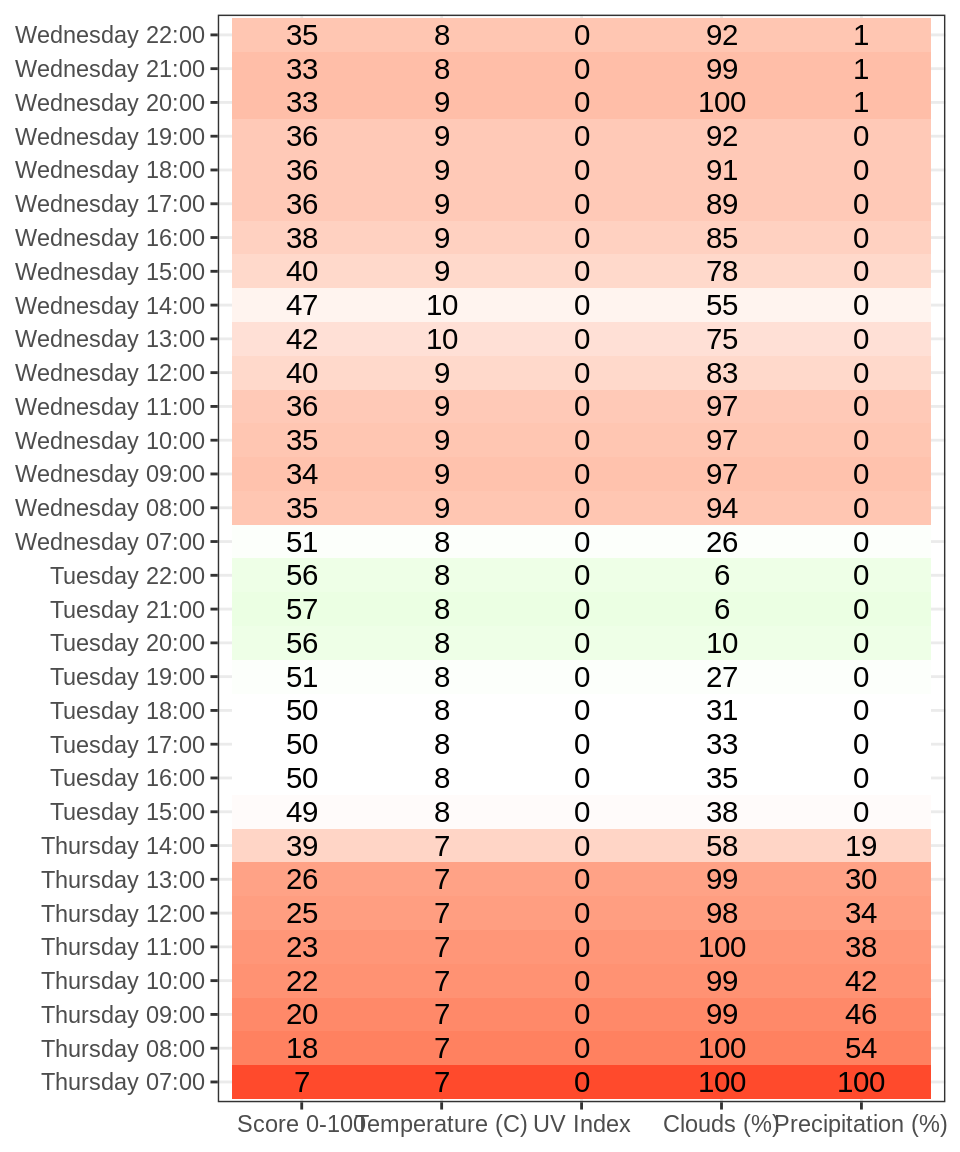 Wednesday 22:00 35 8 0 92 1
Wednesday 21:00 33 8 0 99 1
Wednesday 20:00 33 9 0 100 1
Wednesday 19:00 36 9 0 92 0
Wednesday 18:00 36 9 0 91 0
Wednesday 17:00 36 9 0 89 0
Wednesday 16:00 38 9 0 85 0
Wednesday 15:00 40 9 0 78 0
Wednesday 14:00 47 10 0 55 0
Wednesday 13:00 42 10 0 75 0
Wednesday 12:00 40 9 0 83 0
Wednesday 11:00 36 9 0 97 0
Wednesday 10:00 35 9 0 97 0
Wednesday 09:00 34 9 0 97 0
Wednesday 08:00 35 9 0 94 0
Wednesday 07:00 51 8 0 26 0
Tuesday 22:00 56 8 0 6 0
Tuesday 21:00 57 8 0 6 0
Tuesday 20:00 56 8 0 10 0
Tuesday 19:00 51 8 0 27 0
Tuesday 18:00 50 8 0 31 0
Tuesday 17:00 50 8 0 33 0
Tuesday 16:00 50 8 0 35 0
Tuesday 15:00 49 8 0 38 0
Thursday 14:00 39 7 0 58 19
Thursday 13:00 26 7 0 99 30
Thursday 12:00 25 7 0 98 34
Thursday 11:00 23 7 0 100 38
Thursday 10:00 22 7 0 99 42
Thursday 09:00 20 7 0 99 46
Thursday 08:00 18 7 0 100 54
Thursday 07:00 7 7 0 100 100
Score 0-100 Temperature (C) UV Index Clouds (%) Precipitation (%)